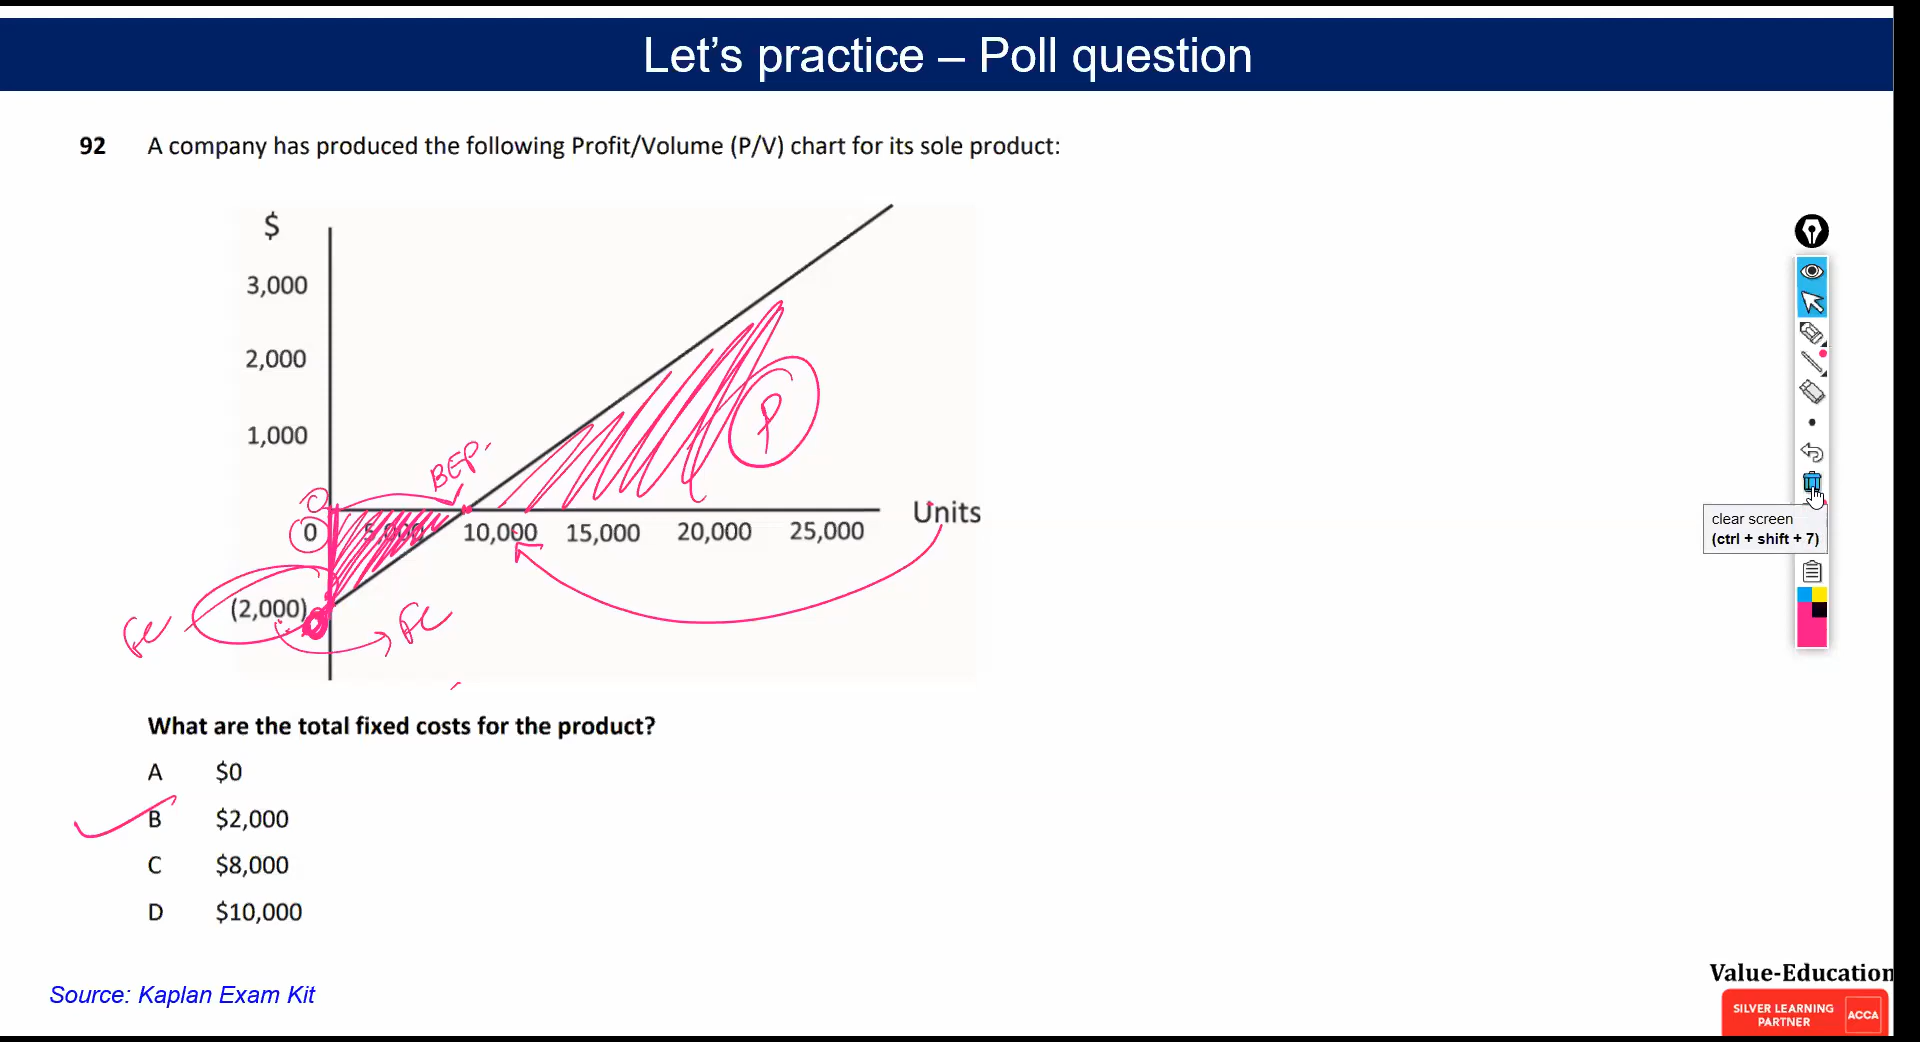 Let's practice – Poll question
92 A company has produced the following Profit/Volume (P/V) chart for its sole product:
$
3,000
2,000
1,000
BEP.
P
0
0 5,000 10,000 15,000 20,000 25,000 Units
(2,000)
FC
FC
What are the total fixed costs for the product?
A $0
B $2,000
C $8,000
D $10,000
Source: Kaplan Exam Kit
clear screen
(ctrl + shift + 7)
Value-Education
SILVER LEARNING
PARTNER
ACCA